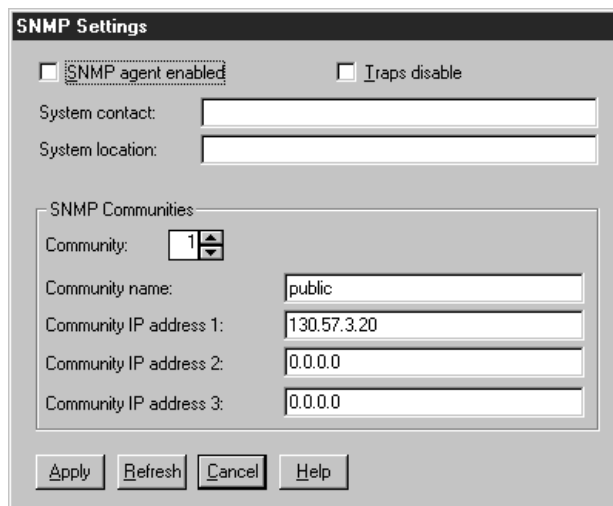 SNMP Settings
SNMP agent enabled Traps disable
System contact:
System location:
SNMP Communities
Community: 1
Community name: public
Community IP address 1: 130.57.3.20
Community IP address 2: 0.0.0.0
Community IP address 3: 0.0.0.0
Apply Refresh Cancel Help